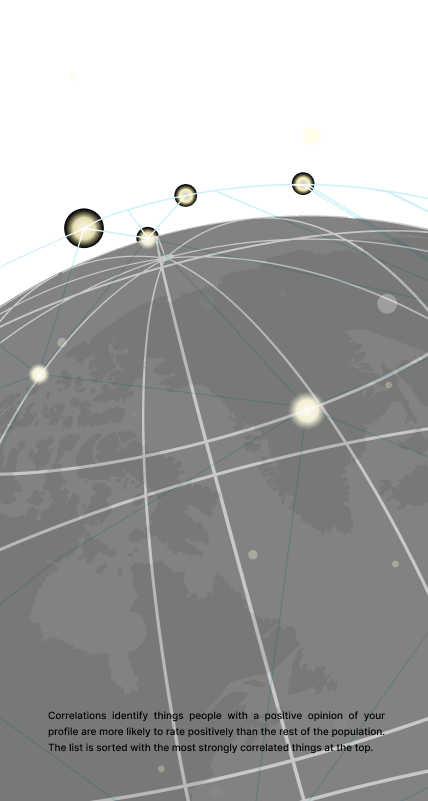 Correlations identify things people with a positive opinion of your
profile are more likely to rate positively than the rest of the population.
The list is sorted with the most strongly correlated things at the top.